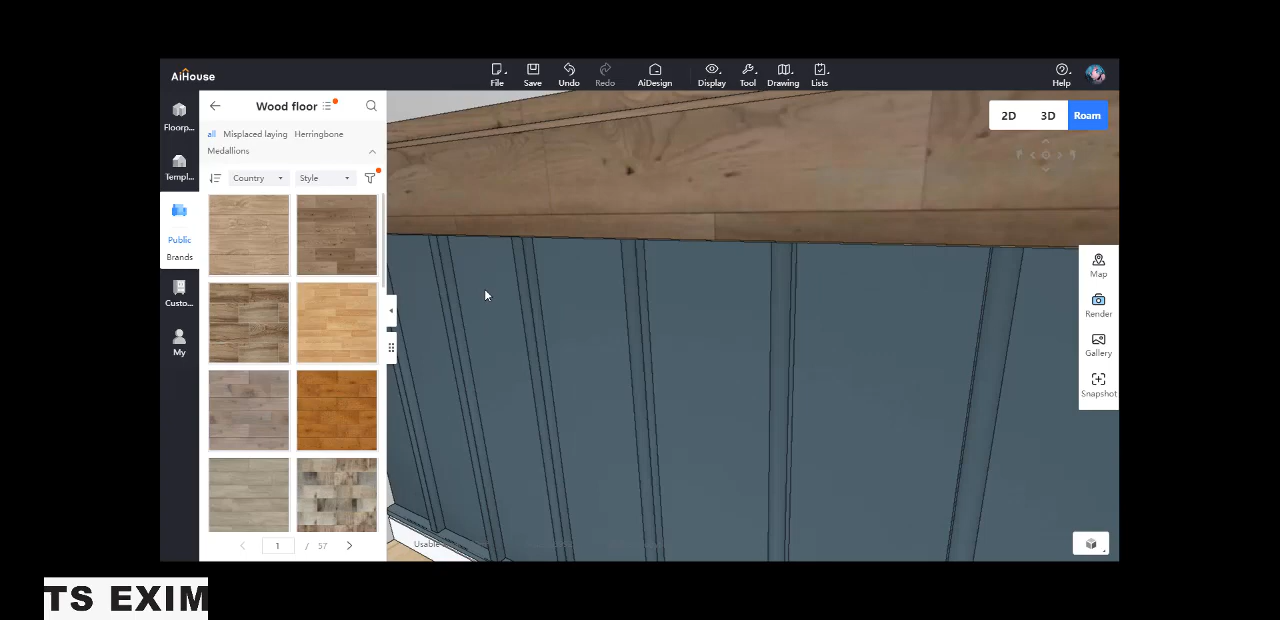 AiHouse
File
Save
Undo
Redo
AiDesign
Display
Tool
Drawing
Lists
Help
Floorp...
Templ...
Public
Brands
Custo...
My
Wood floor
all Misplaced laying Herringbone
Medallions
Country
Style
1 / 57
2D 3D Roam
Map
Render
Gallery
Snapshot
TS EXIM